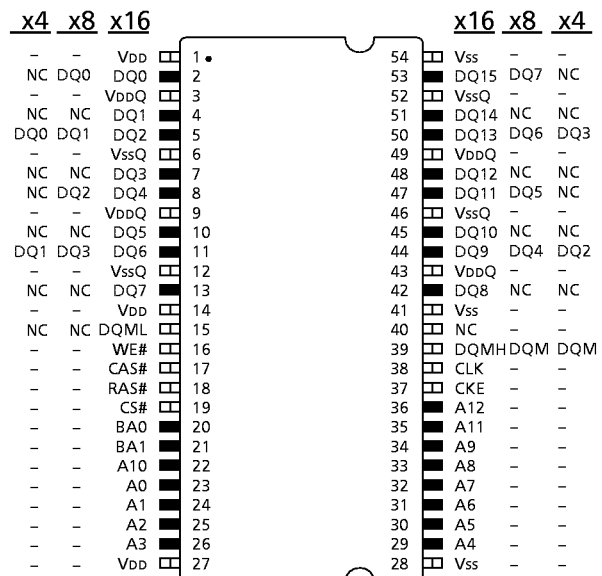 x4 x8 x16 x16 x8 x4
– – VDD 1 54 Vss – –
NC DQ0 DQ0 2 53 DQ15 DQ7 NC
– – VDDQ 3 52 VssQ – –
NC NC DQ1 4 51 DQ14 NC NC
DQ0 DQ1 DQ2 5 50 DQ13 DQ6 DQ3
– – VssQ 6 49 VDDQ – –
NC NC DQ3 7 48 DQ12 NC NC
NC DQ2 DQ4 8 47 DQ11 DQ5 NC
– – VDDQ 9 46 VssQ – –
NC NC DQ5 10 45 DQ10 NC NC
DQ1 DQ3 DQ6 11 44 DQ9 DQ4 DQ2
– – VssQ 12 43 VDDQ – –
NC NC DQ7 13 42 DQ8 NC NC
– – VDD 14 41 Vss – –
NC NC DQML 15 40 NC – –
– – WE# 16 39 DQMH DQM DQM
– – CAS# 17 38 CLK – –
– – RAS# 18 37 CKE – –
– – CS# 19 36 A12 – –
– – BA0 20 35 A11 – –
– – BA1 21 34 A9 – –
– – A10 22 33 A8 – –
– – A0 23 32 A7 – –
– – A1 24 31 A6 – –
– – A2 25 30 A5 – –
– – A3 26 29 A4 – –
– – VDD 27 28 Vss – –